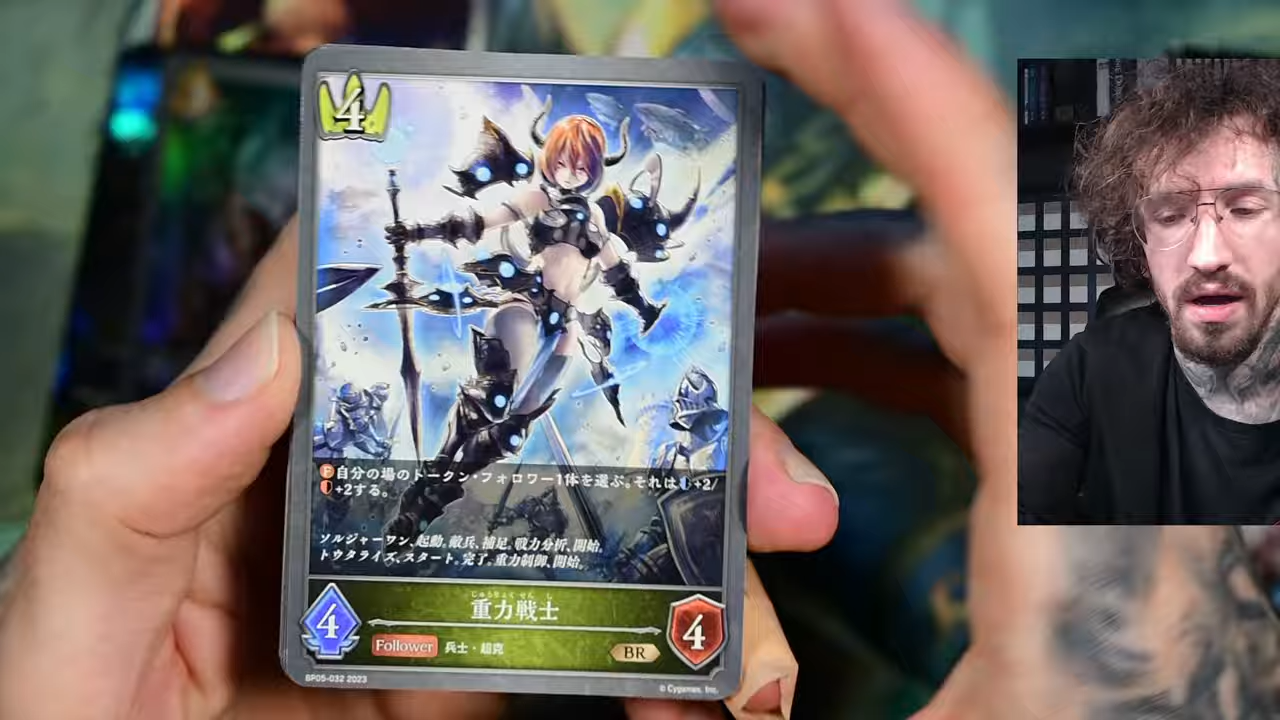 4
自分の場のトークン・フォロワー1体を選ぶ。それは+2/
+2する。
ソルジャーワン、起動。敵兵、補足。戦力分析、開始。
トウタライズ、スタート。完了。重力制御、開始。
じゅうりょくせんし
重力戦士
4
4
Follower 兵士・超克
BR
BP05-032 2023
© Cygames, Inc.